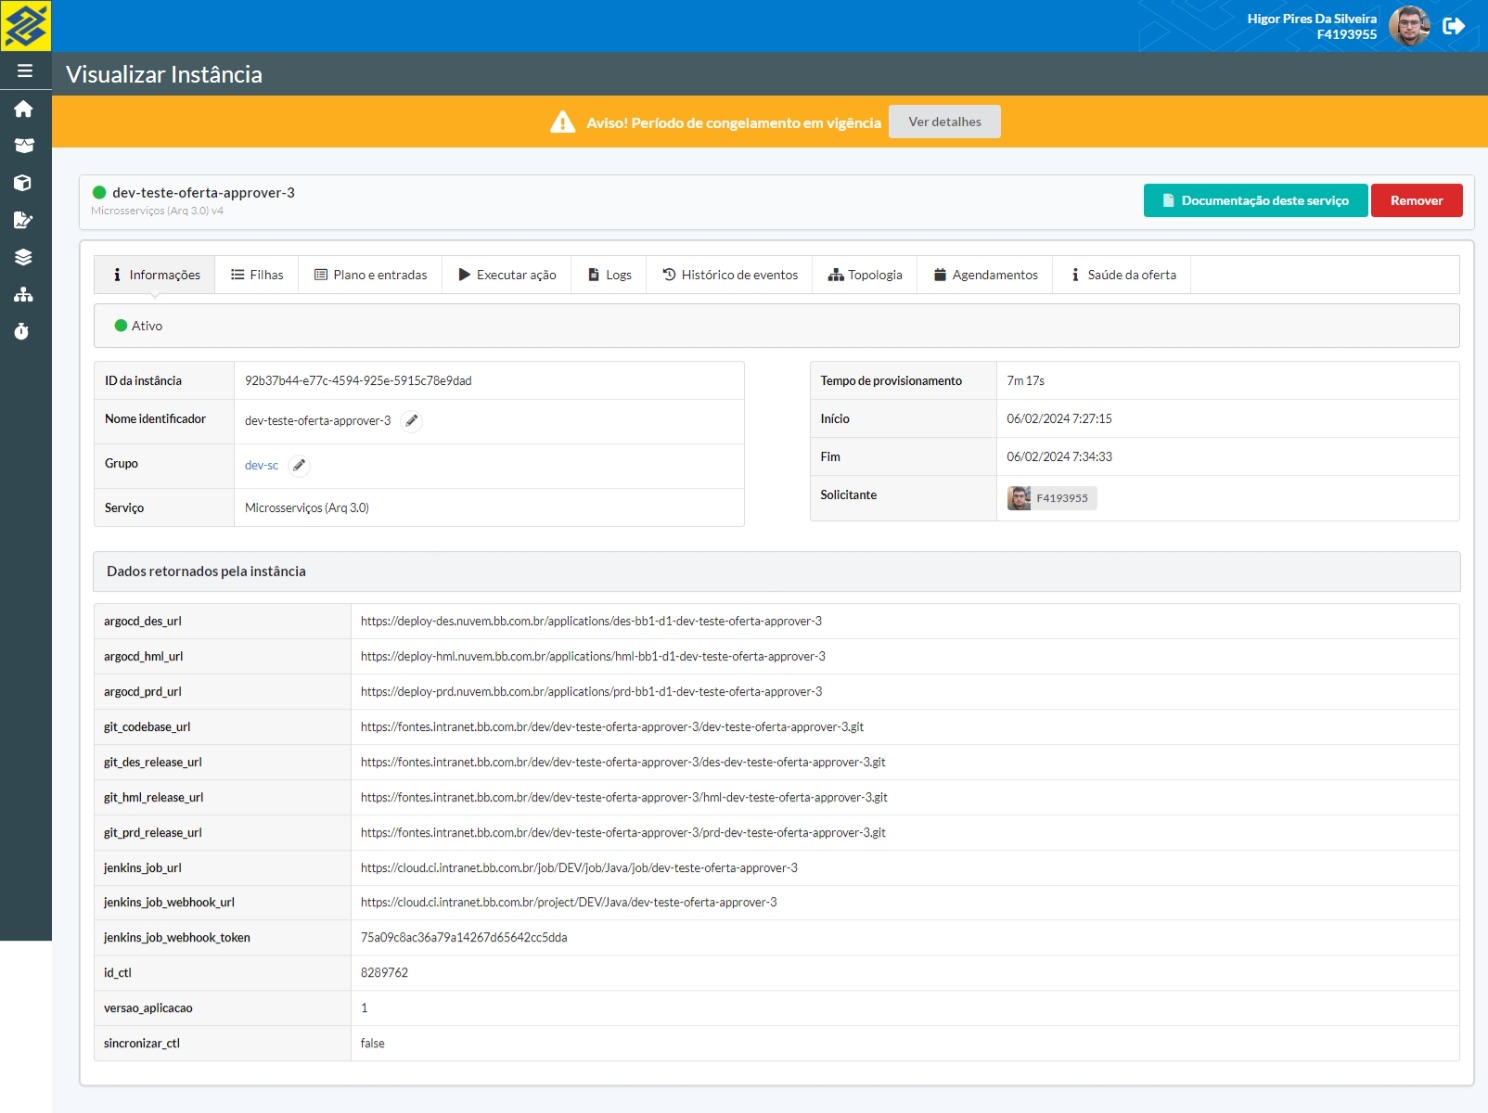 Higor Pires Da Silveira
F4193955
Visualizar Instância
Aviso! Período de congelamento em vigência Ver detalhes
dev-teste-oferta-approver-3
Microsserviços (Arq 3.0) v4
Documentação deste serviço Remover
Informações Filhas Plano e entradas Executar ação Logs Histórico de eventos Topologia Agendamentos Saúde da oferta
Ativo
ID da instância 92b37b44-e77c-4594-925e-5915c78e9dad
Nome identificador dev-teste-oferta-approver-3
Grupo dev-sc
Serviço Microsserviços (Arq 3.0)
Tempo de provisionamento 7m 17s
Início 06/02/2024 7:27:15
Fim 06/02/2024 7:34:33
Solicitante F4193955
Dados retornados pela instância
argocd_des_url https://deploy-des.nuvem.bb.com.br/applications/des-bb1-d1-dev-teste-oferta-approver-3
argocd_hml_url https://deploy-hml.nuvem.bb.com.br/applications/hml-bb1-d1-dev-teste-oferta-approver-3
argocd_prd_url https://deploy-prd.nuvem.bb.com.br/applications/prd-bb1-d1-dev-teste-oferta-approver-3
git_codebase_url https://fontes.intranet.bb.com.br/dev/dev-teste-oferta-approver-3/dev-teste-oferta-approver-3.git
git_des_release_url https://fontes.intranet.bb.com.br/dev/dev-teste-oferta-approver-3/des-dev-teste-oferta-approver-3.git
git_hml_release_url https://fontes.intranet.bb.com.br/dev/dev-teste-oferta-approver-3/hml-dev-teste-oferta-approver-3.git
git_prd_release_url https://fontes.intranet.bb.com.br/dev/dev-teste-oferta-approver-3/prd-dev-teste-oferta-approver-3.git
jenkins_job_url https://cloud.ci.intranet.bb.com.br/job/DEV/job/Java/job/dev-teste-oferta-approver-3
jenkins_job_webhook_url https://cloud.ci.intranet.bb.com.br/project/DEV/Java/dev-teste-oferta-approver-3
jenkins_job_webhook_token 75a09c8ac36a79a14267d65642cc5dda
id_ctl 8289762
versao_aplicacao 1
sincronizar_ctl false